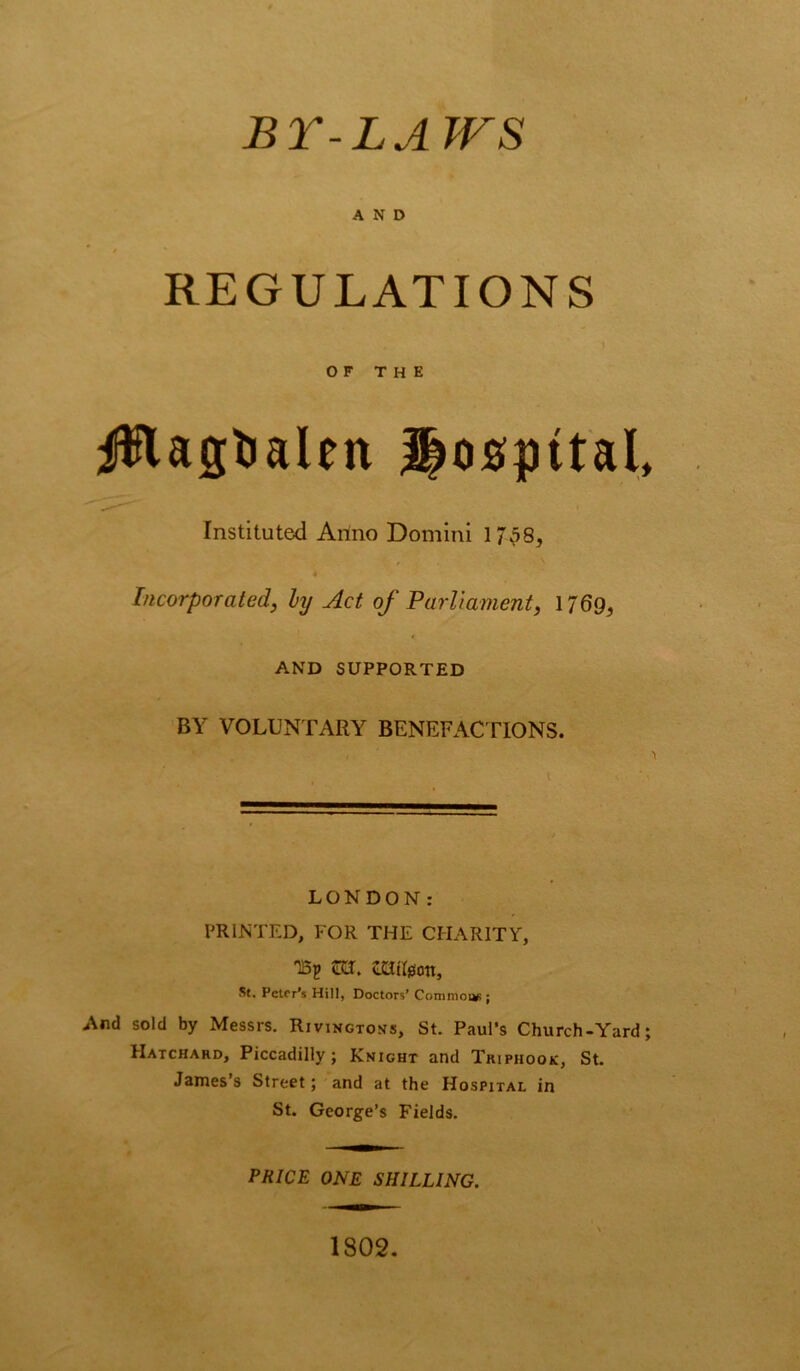 BY-LAWS
AND
REGULATIONS
OF THE
Magdalen Hospital,
Instituted Anno Domini 1758,
Incorporated, by Act of Parliament, 1769,
AND SUPPORTED
BY VOLUNTARY BENEFACTIONS.
LONDON:
PRINTED, FOR THE CHARITY,
By W. Wilson,
St. Peter's Hill, Doctors' Commons;
And sold by Messrs. RIVINGTONS, St. Paul's Church-Yard;
HATCHARD, Piccadilly; KNIGHT and TRIPHOOK, St.
James's Street; and at the HOSPITAL in
St. George's Fields.
PRICE ONE SHILLING.
1802.